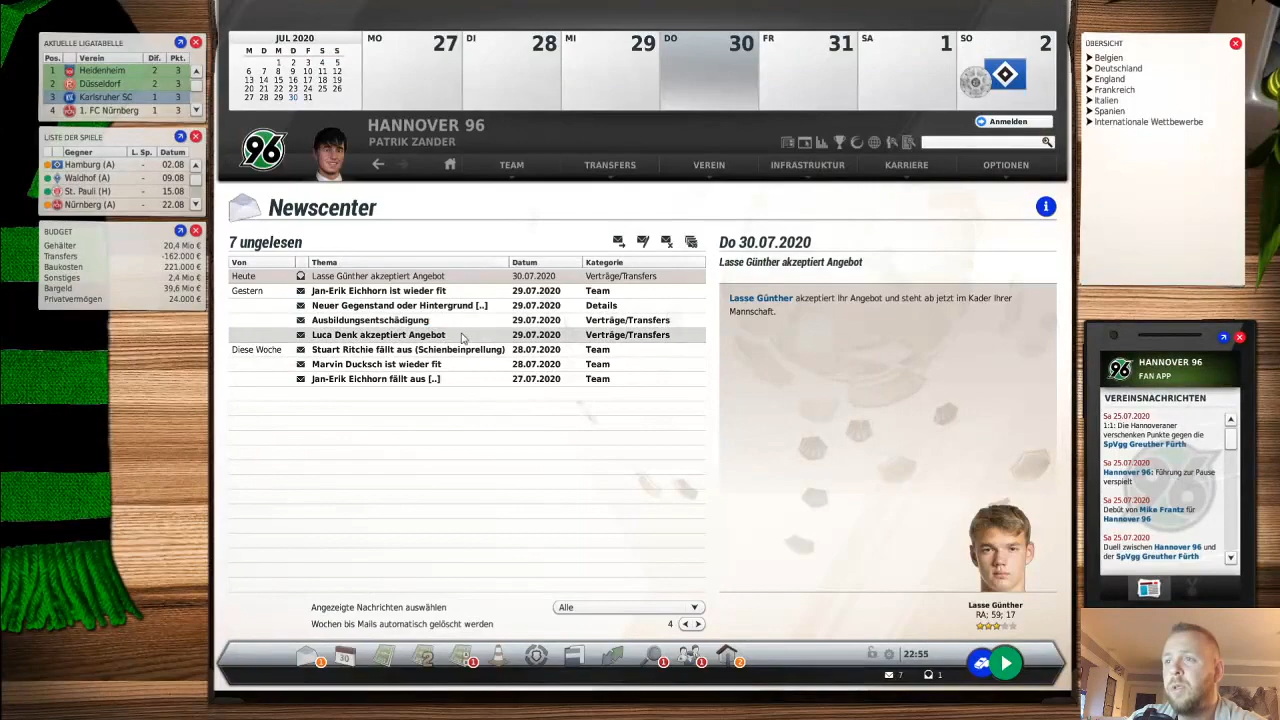 AKTUELLE LIGATABELLE
Pos. Verein Dif. Pkt.
1 Heidenheim 2 3
2 Düsseldorf 2 3
3 Karlsruher SC 1 3
4 1. FC Nürnberg 1 3
LISTE DER SPIELE
Gegner L. Sp. Datum
Hamburg (A) - 02.08
Waldhof (A) - 09.08
St. Pauli (H) - 15.08
Nürnberg (A) - 22.08
BUDGET
Gehälter 20,4 Mio €
Transfers -162.000 €
Baukosten 221.000 €
Sonstiges 2,4 Mio €
Bargeld 39,6 Mio €
Privatvermögen 24.000 €
JUL 2020
M D M D F S S
1 2 3 4 5
6 7 8 9 10 11 12
13 14 15 16 17 18 19
20 21 22 23 24 25 26
27 28 29 30 31
MO 27 DI 28 MI 29 DO 30 FR 31 SA 1 SO 2
Anmelden
96
HANNOVER 96
PATRIK ZANDER
TEAM TRANSFERS VEREIN INFRASTRUKTUR KARRIERE OPTIONEN
Newscenter
7 ungelesen
Von Thema Datum Kategorie
Heute Lasse Günther akzeptiert Angebot 30.07.2020 Verträge/Transfers
Gestern Jan-Erik Eichhorn ist wieder fit 29.07.2020 Team
Neuer Gegenstand oder Hintergrund [..] 29.07.2020 Details
Ausbildungsentschädigung 29.07.2020 Verträge/Transfers
Luca Denk akzeptiert Angebot 29.07.2020 Verträge/Transfers
Diese Woche Stuart Ritchie fällt aus (Schienbeinprellung) 28.07.2020 Team
Marvin Ducksch ist wieder fit 28.07.2020 Team
Jan-Erik Eichhorn fällt aus [..] 27.07.2020 Team
Angezeigte Nachrichten auswählen Alle
Wochen bis Mails automatisch gelöscht werden 4
Do 30.07.2020
Lasse Günther akzeptiert Angebot
Lasse Günther akzeptiert Ihr Angebot und steht ab jetzt im Kader Ihrer
Mannschaft.
Lasse Günther
RA; 59; 17
1 30 2 1 1 1 2
22:55
7 1
ÜBERSICHT
Belgien
Deutschland
England
Frankreich
Italien
Spanien
Internationale Wettbewerbe
96
HANNOVER 96
FAN APP
VEREINSNACHRICHTEN
Sa 25.07.2020
1:1: Die Hannoveraner
verschenken Punkte gegen die
SpVgg Greuther Fürth
Sa 25.07.2020
Hannover 96: Führung zur Pause
verspielt
Sa 25.07.2020
Debüt von Mike Frantz für
Hannover 96
Sa 25.07.2020
Duell zwischen Hannover 96 und
der SpVgg Greuther Fürth